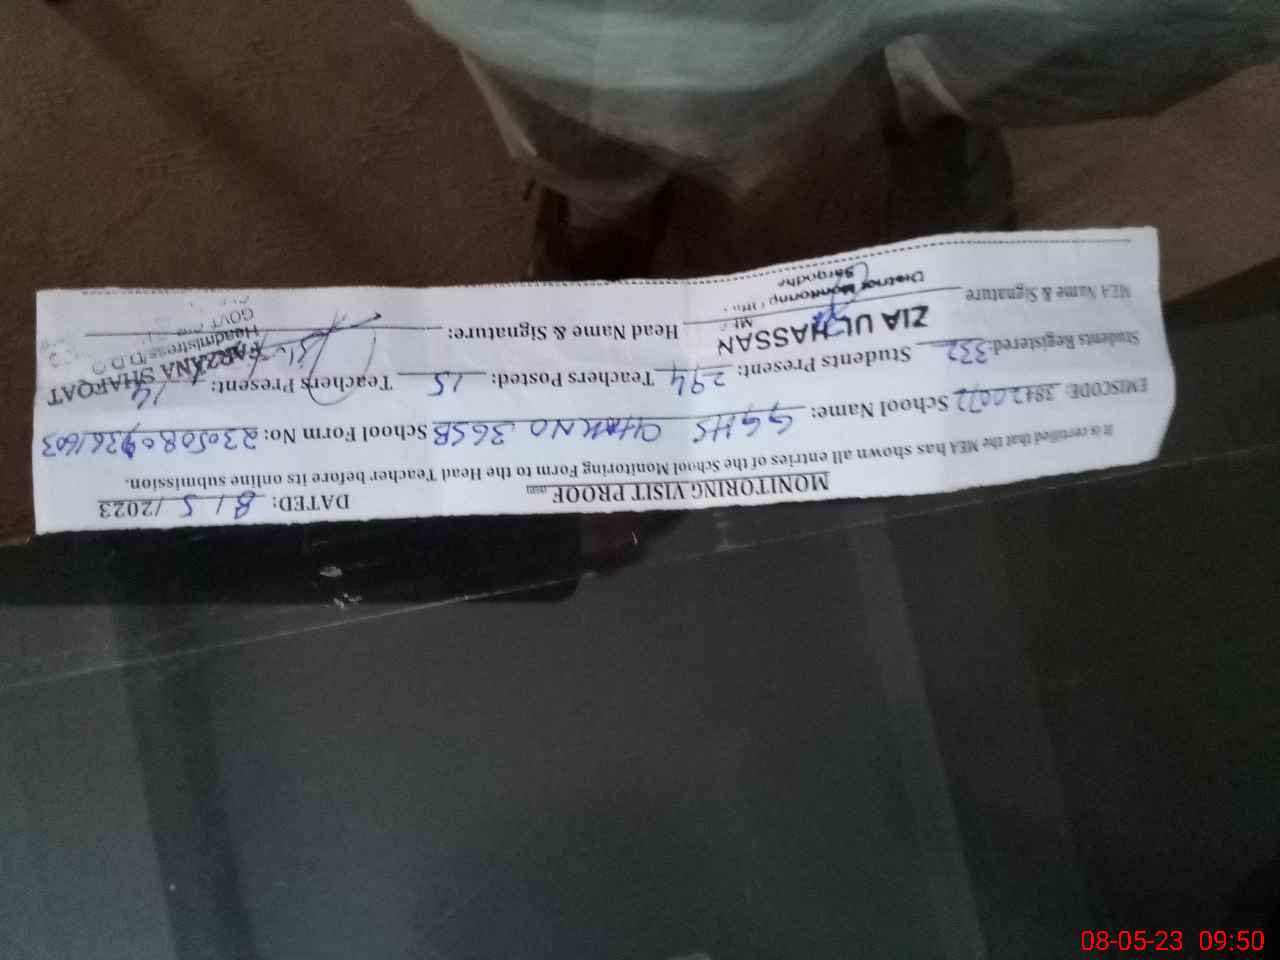 MONITORING VISIT PROOF DATED: 8/5/2023
It is certified that the MEA has shown all entries of the School Monitoring Form to the Head Teacher before its online submission.
EMISCODE: 38420072 School Name: GGHS CHAK NO 36SB School Form No:
Students Registered: 332 Students Present: 294 Teachers Posted: 15 Teachers Present: 14
MEA Name & Signature ZIA UL HASSAN Head Name & Signature: FARZANA SHAFQAT
District Monitoring Headmistress/D.D.O
Sargodha GOVT
08-05-23 09:50